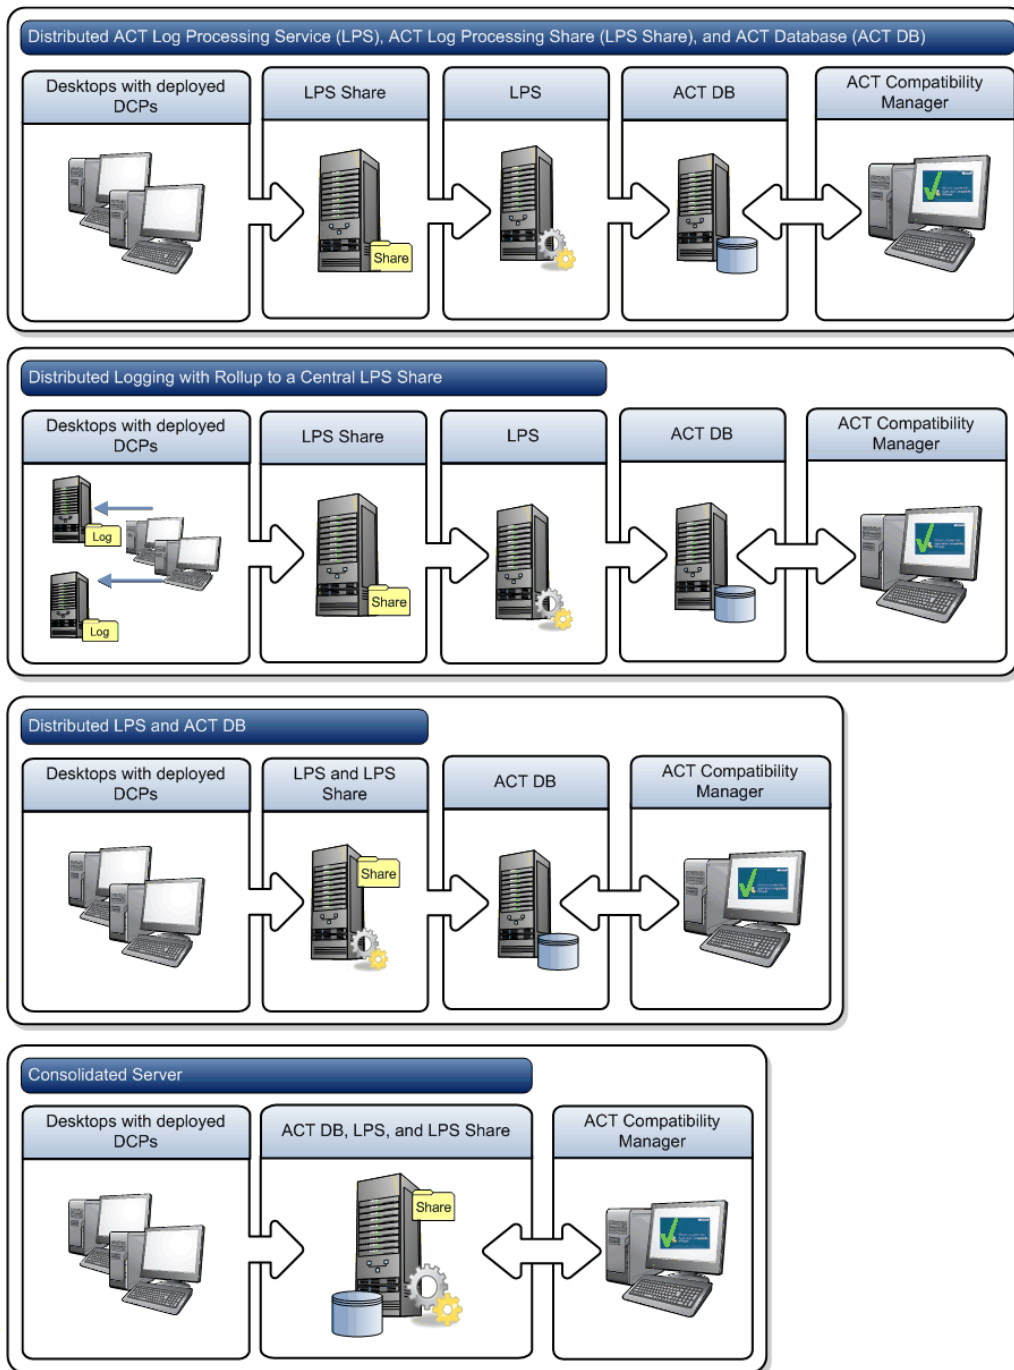 Distributed ACT Log Processing Service (LPS), ACT Log Processing Share (LPS Share), and ACT Database (ACT DB)
Desktops with deployed
DCPs
LPS Share
LPS
ACT DB
ACT Compatibility
Manager
Share
Distributed Logging with Rollup to a Central LPS Share
Desktops with deployed
DCPs
LPS Share
LPS
ACT DB
ACT Compatibility
Manager
Log
Log
Share
Distributed LPS and ACT DB
Desktops with deployed
DCPs
LPS and LPS
Share
ACT DB
ACT Compatibility
Manager
Share
Consolidated Server
Desktops with deployed
DCPs
ACT DB, LPS, and LPS Share
ACT Compatibility
Manager
Share